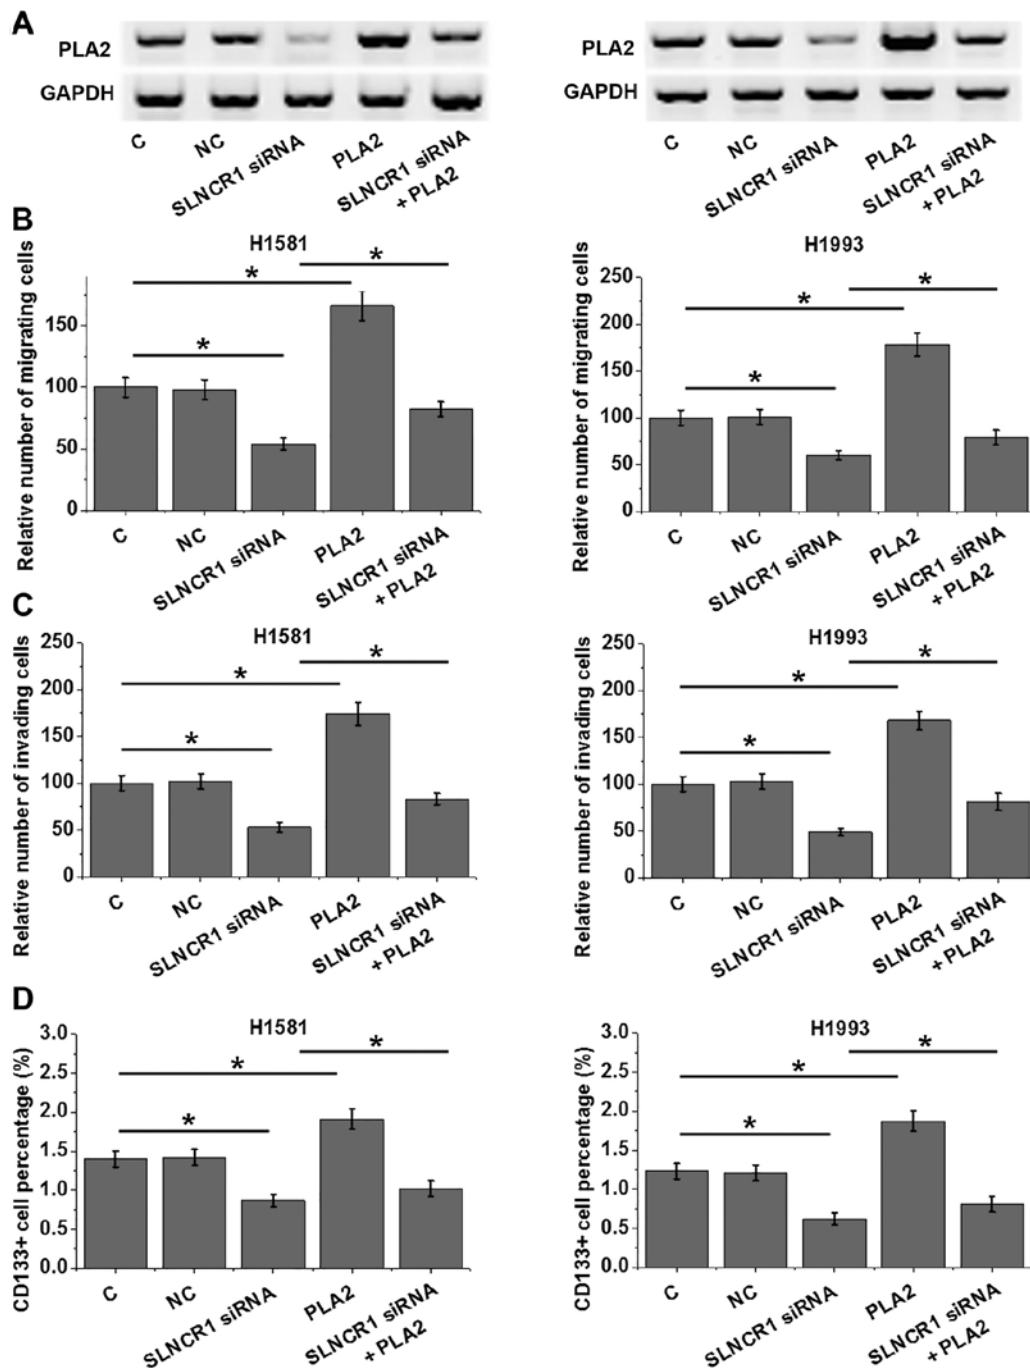 A
PLA2
GAPDH
C
NC
SLNCR1 siRNA
PLA2
SLNCR1 siRNA
+ PLA2
PLA2
GAPDH
C
NC
SLNCR1 siRNA
PLA2
SLNCR1 siRNA
+ PLA2
B
H1581
Relative number of migrating cells
150
100
50
0
*
*
*
C
NC
SLNCR1 siRNA
PLA2
SLNCR1 siRNA
+ PLA2
H1993
Relative number of migrating cells
250
200
150
100
50
0
*
*
*
C
NC
SLNCR1 siRNA
PLA2
SLNCR1 siRNA
+ PLA2
C
H1581
Relative number of invading cells
250
200
150
100
50
0
*
*
*
C
NC
SLNCR1 siRNA
PLA2
SLNCR1 siRNA
+ PLA2
H1993
Relative number of invading cells
250
200
150
100
50
0
*
*
*
C
NC
SLNCR1 siRNA
PLA2
SLNCR1 siRNA
+ PLA2
D
H1581
CD133+ cell percentage (%)
3.0
2.5
2.0
1.5
1.0
0.5
0.0
*
*
*
C
NC
SLNCR1 siRNA
PLA2
SLNCR1 siRNA
+ PLA2
H1993
CD133+ cell percentage (%)
3.0
2.5
2.0
1.5
1.0
0.5
0.0
*
*
*
C
NC
SLNCR1 siRNA
PLA2
SLNCR1 siRNA
+ PLA2